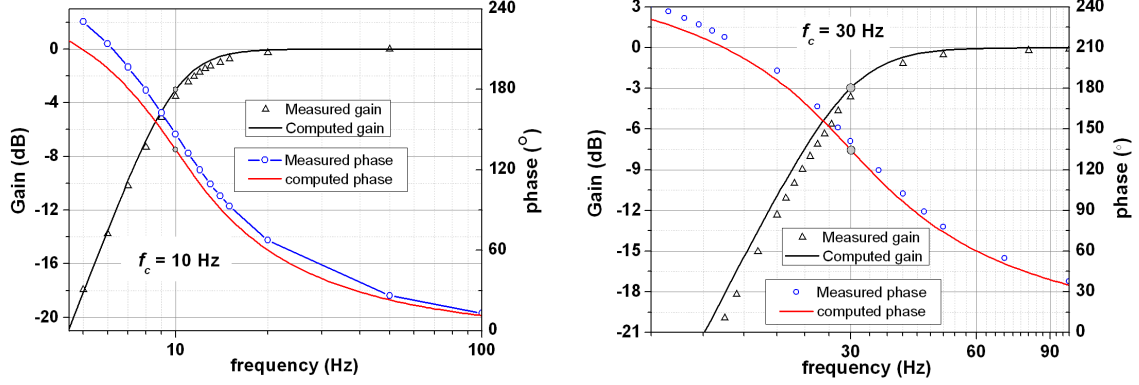 Gain (dB)
0
-4
-8
-12
-16
-20
240
180
120
60
0
phase (°)
Measured gain
Computed gain
Measured phase
computed phase
fc = 10 Hz
10
100
frequency (Hz)
Gain (dB)
3
0
-3
-6
-9
-12
-15
-18
-21
240
210
180
150
120
90
60
30
0
phase (°)
fc = 30 Hz
Measured gain
Computed gain
Measured phase
computed phase
30
60
90
frequency (Hz)